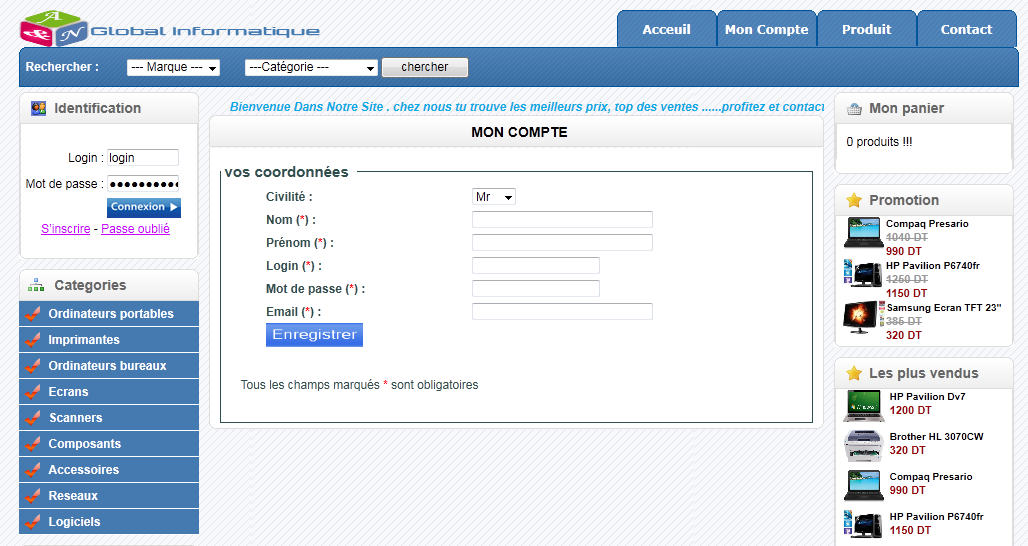 A&N Global Informatique
Acceuil
Mon Compte
Produit
Contact
Rechercher :
--- Marque ---
---Catégorie ---
chercher
Identification
Login :
login
Mot de passe :
Connexion
S'inscrire - Passe oublié
Categories
Ordinateurs portables
Imprimantes
Ordinateurs bureaux
Ecrans
Scanners
Composants
Accessoires
Reseaux
Logiciels
Bienvenue Dans Notre Site . chez nous tu trouve les meilleurs prix, top des ventes ......profitez et contact
MON COMPTE
vos coordonnées
Civilité :
Mr
Nom (*) :
Prénom (*) :
Login (*) :
Mot de passe (*) :
Email (*) :
Enregistrer
Tous les champs marqués * sont obligatoires
Mon panier
0 produits !!!
Promotion
Compaq Presario
1040 DT
990 DT
HP Pavilion P6740fr
1250 DT
1150 DT
Samsung Ecran TFT 23"
385 DT
320 DT
Les plus vendus
HP Pavilion Dv7
1200 DT
Brother HL 3070CW
320 DT
Compaq Presario
990 DT
HP Pavilion P6740fr
1150 DT